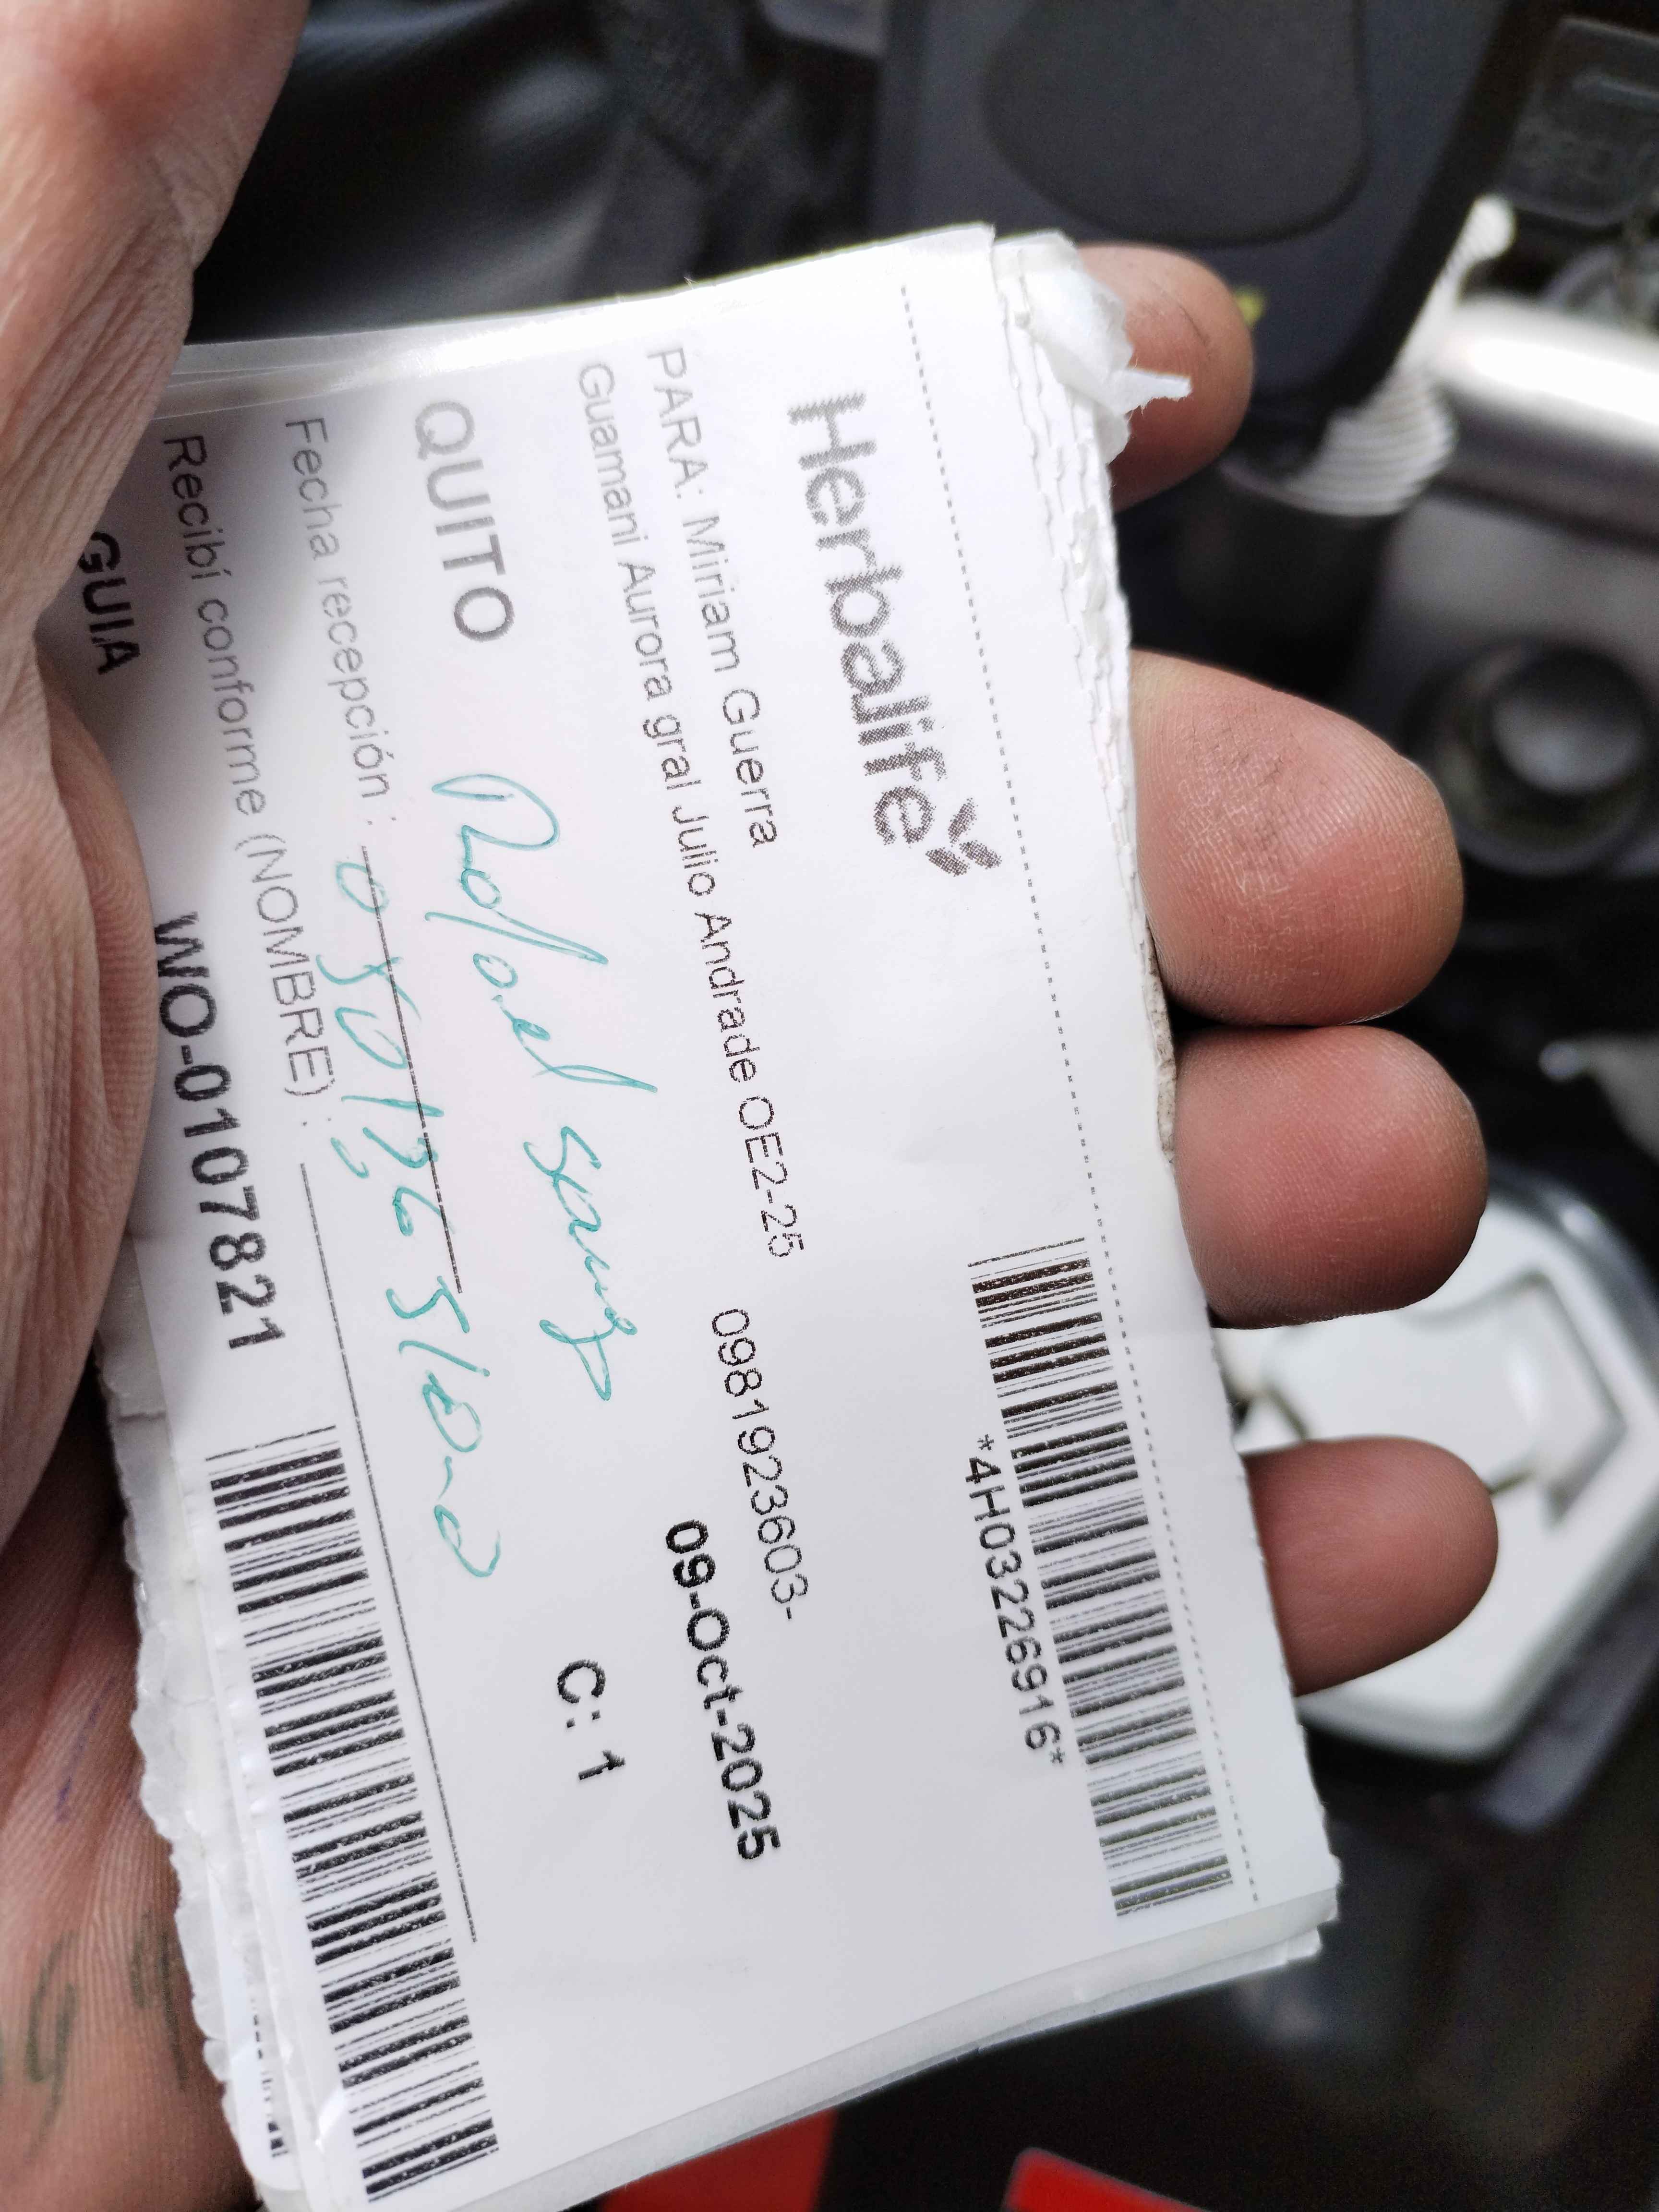 Herbalife
*4H03226916*
PARA: Miriam Guerra
Guamani Aurora gral Julio Andrade OE2-25 0981923603-
09-Oct-2025
QUITO
C: 1
Fecha recepción :
Recibí conforme (NOMBRE) :
GUIA WO-0107821